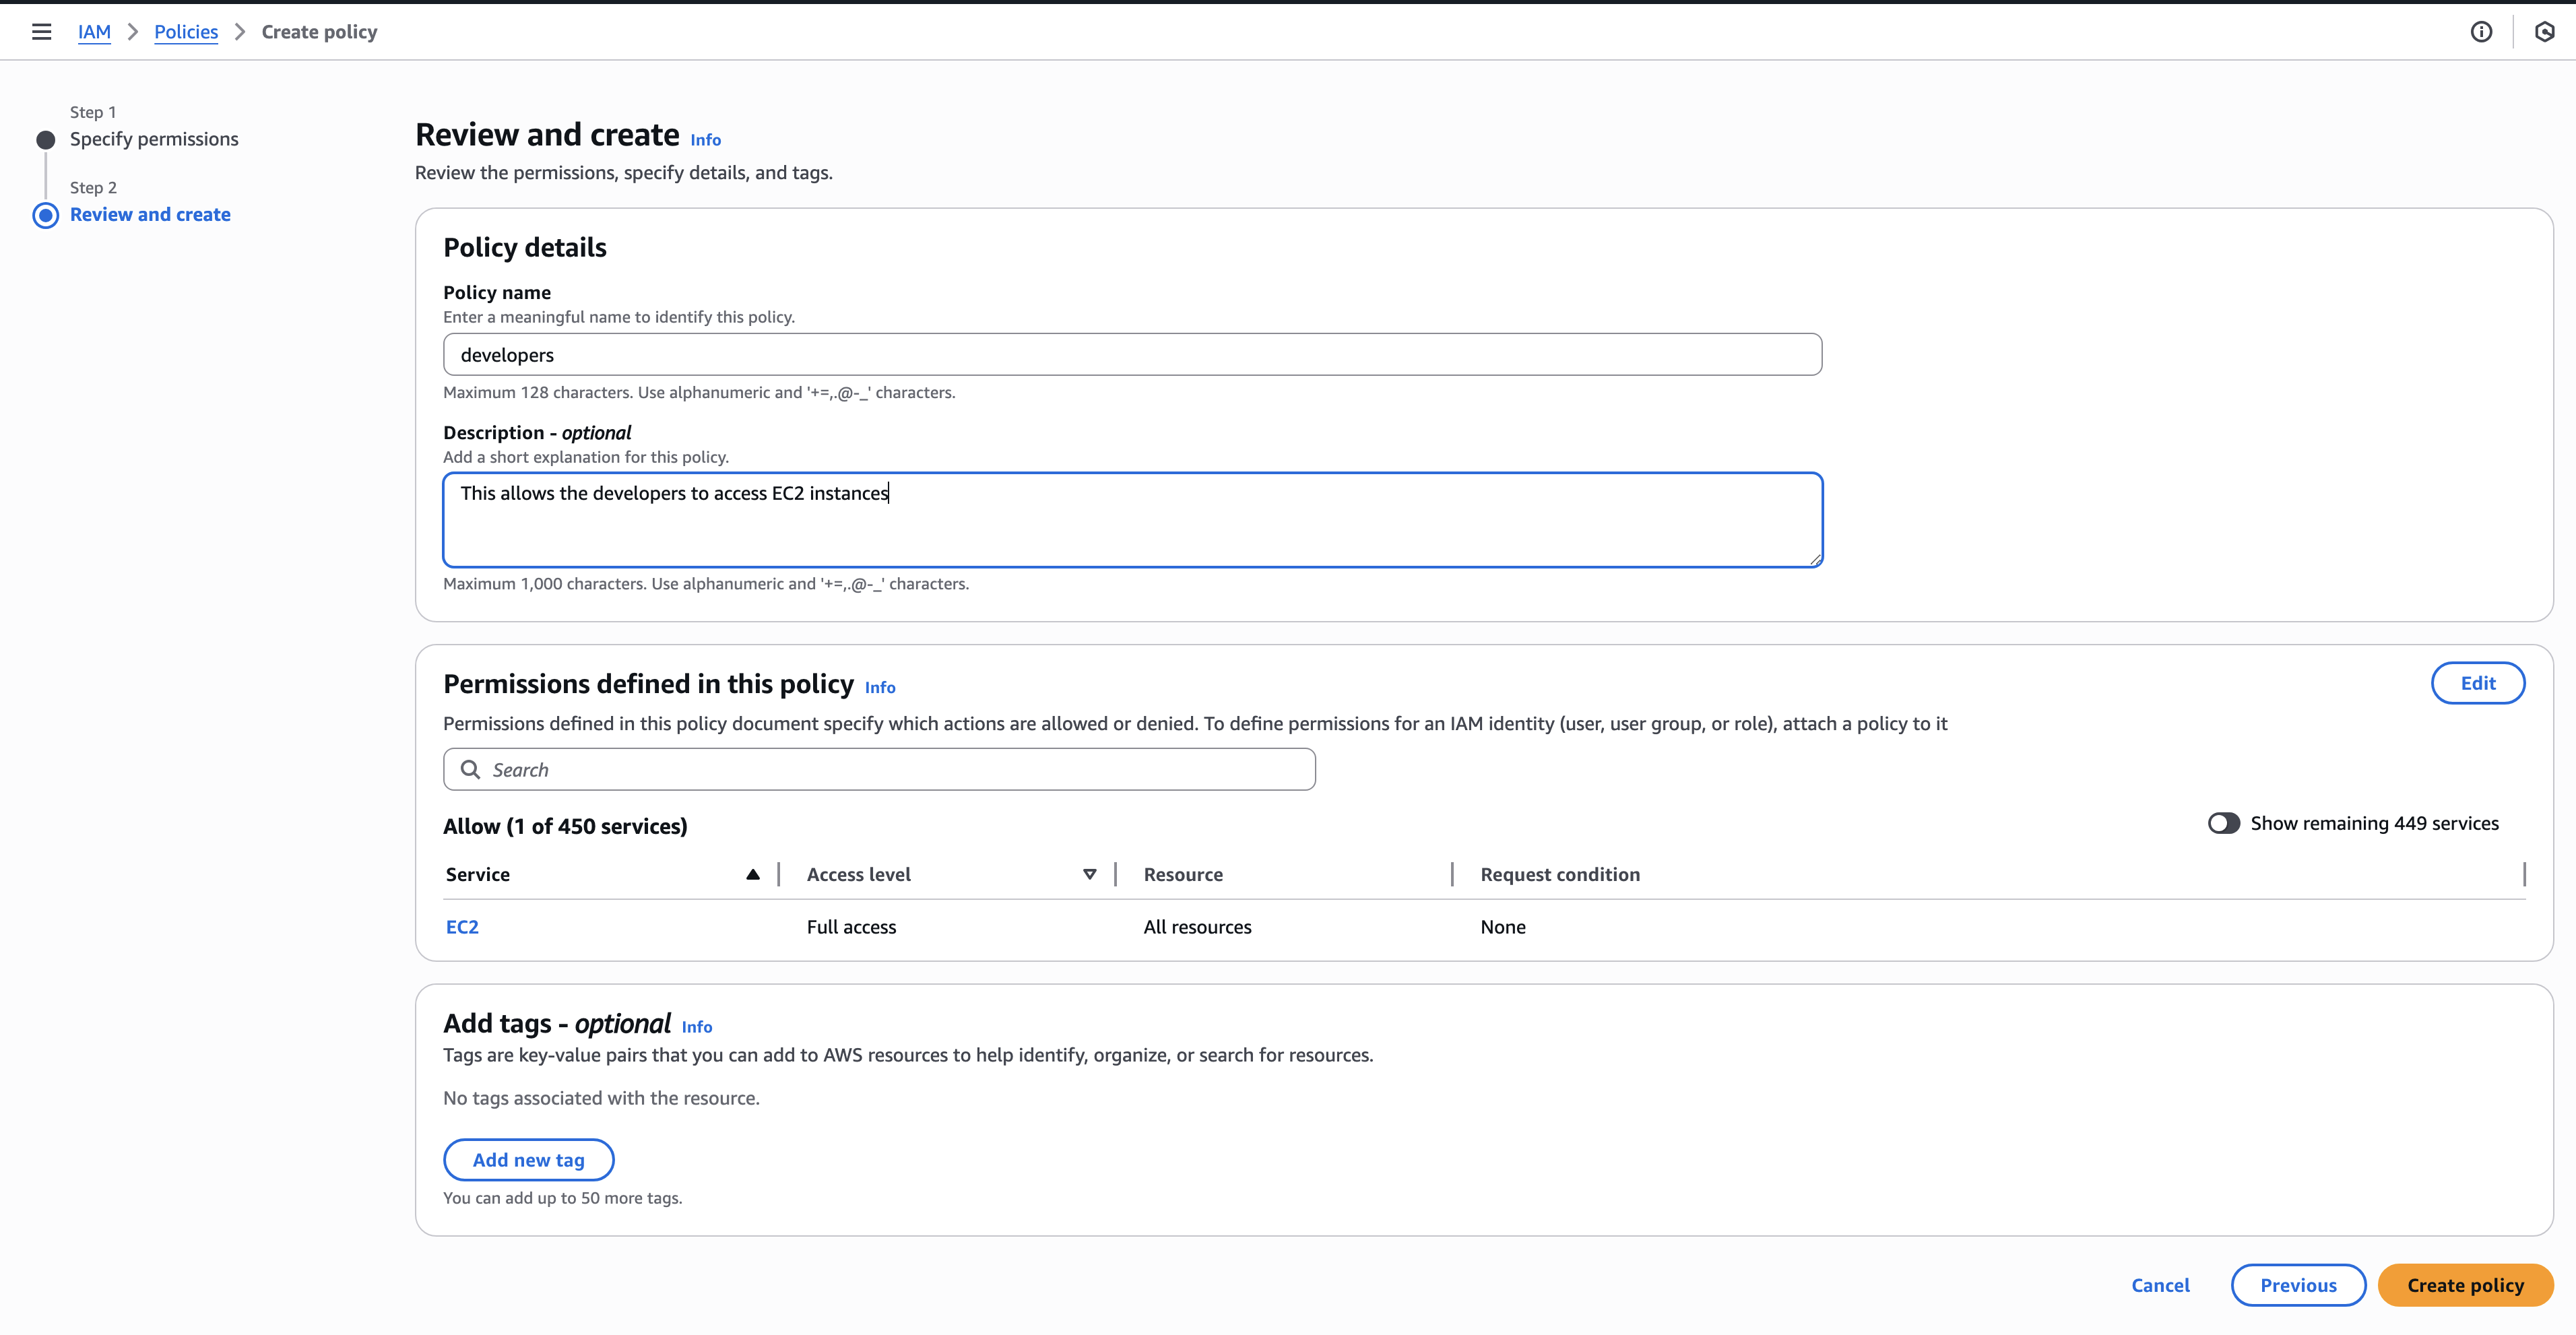 IAM > Policies > Create policy
Step 1
Specify permissions
Step 2
Review and create
Review and create Info
Review the permissions, specify details, and tags.
Policy details
Policy name
Enter a meaningful name to identify this policy.
developers
Maximum 128 characters. Use alphanumeric and '+=,.@-_' characters.
Description - optional
Add a short explanation for this policy.
This allows the developers to access EC2 instances
Maximum 1,000 characters. Use alphanumeric and '+=,.@-_' characters.
Permissions defined in this policy Info
Edit
Permissions defined in this policy document specify which actions are allowed or denied. To define permissions for an IAM identity (user, user group, or role), attach a policy to it
Search
Allow (1 of 450 services)
Show remaining 449 services
Service Access level Resource Request condition
EC2 Full access All resources None
Add tags - optional Info
Tags are key-value pairs that you can add to AWS resources to help identify, organize, or search for resources.
No tags associated with the resource.
Add new tag
You can add up to 50 more tags.
Cancel Previous Create policy